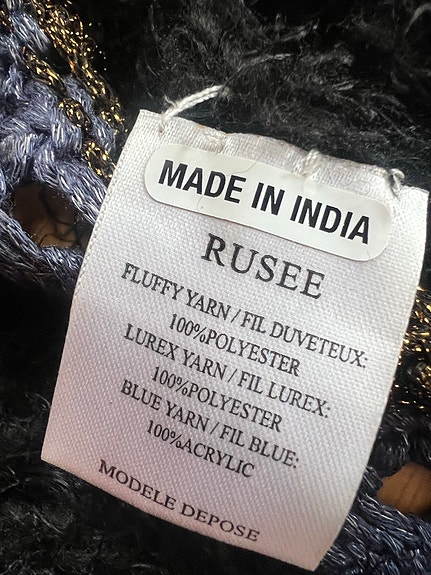 MADE IN INDIA
RUSEE
FLUFFY YARN / FIL DUVETEUX:
100%POLYESTER
LUREX YARN / FIL LUREX:
100%POLYESTER
BLUE YARN / FIL BLUE:
100%ACRYLIC
MODELE DEPOSE